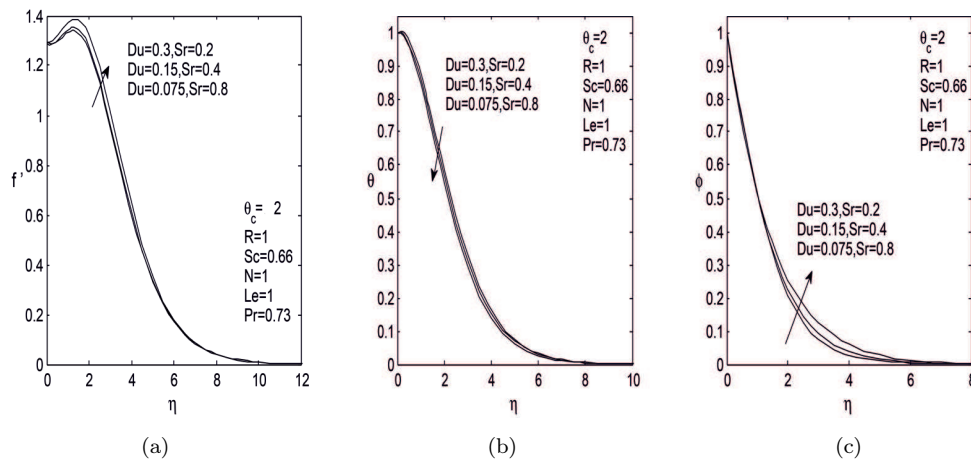 1.4
1.2
1
0.8
0.6
0.4
0.2
0
f'
Du=0.3,Sr=0.2
Du=0.15,Sr=0.4
Du=0.075,Sr=0.8
θc= 2
R=1
Sc=0.66
N=1
Le=1
Pr=0.73
0 2 4 6 8 10 12
η
(a)
1
0.9
0.8
0.7
0.6
0.5
0.4
0.3
0.2
0.1
0
θ
Du=0.3,Sr=0.2
Du=0.15,Sr=0.4
Du=0.075,Sr=0.8
θc=2
R=1
Sc=0.66
N=1
Le=1
Pr=0.73
0 2 4 6 8 10
η
(b)
1
0.9
0.8
0.7
0.6
0.5
0.4
0.3
0.2
0.1
0
ϕ
θc=2
R=1
Sc=0.66
N=1
Le=1
Pr=0.73
Du=0.3,Sr=0.2
Du=0.15,Sr=0.4
Du=0.075,Sr=0.8
0 2 4 6 8
η
(c)